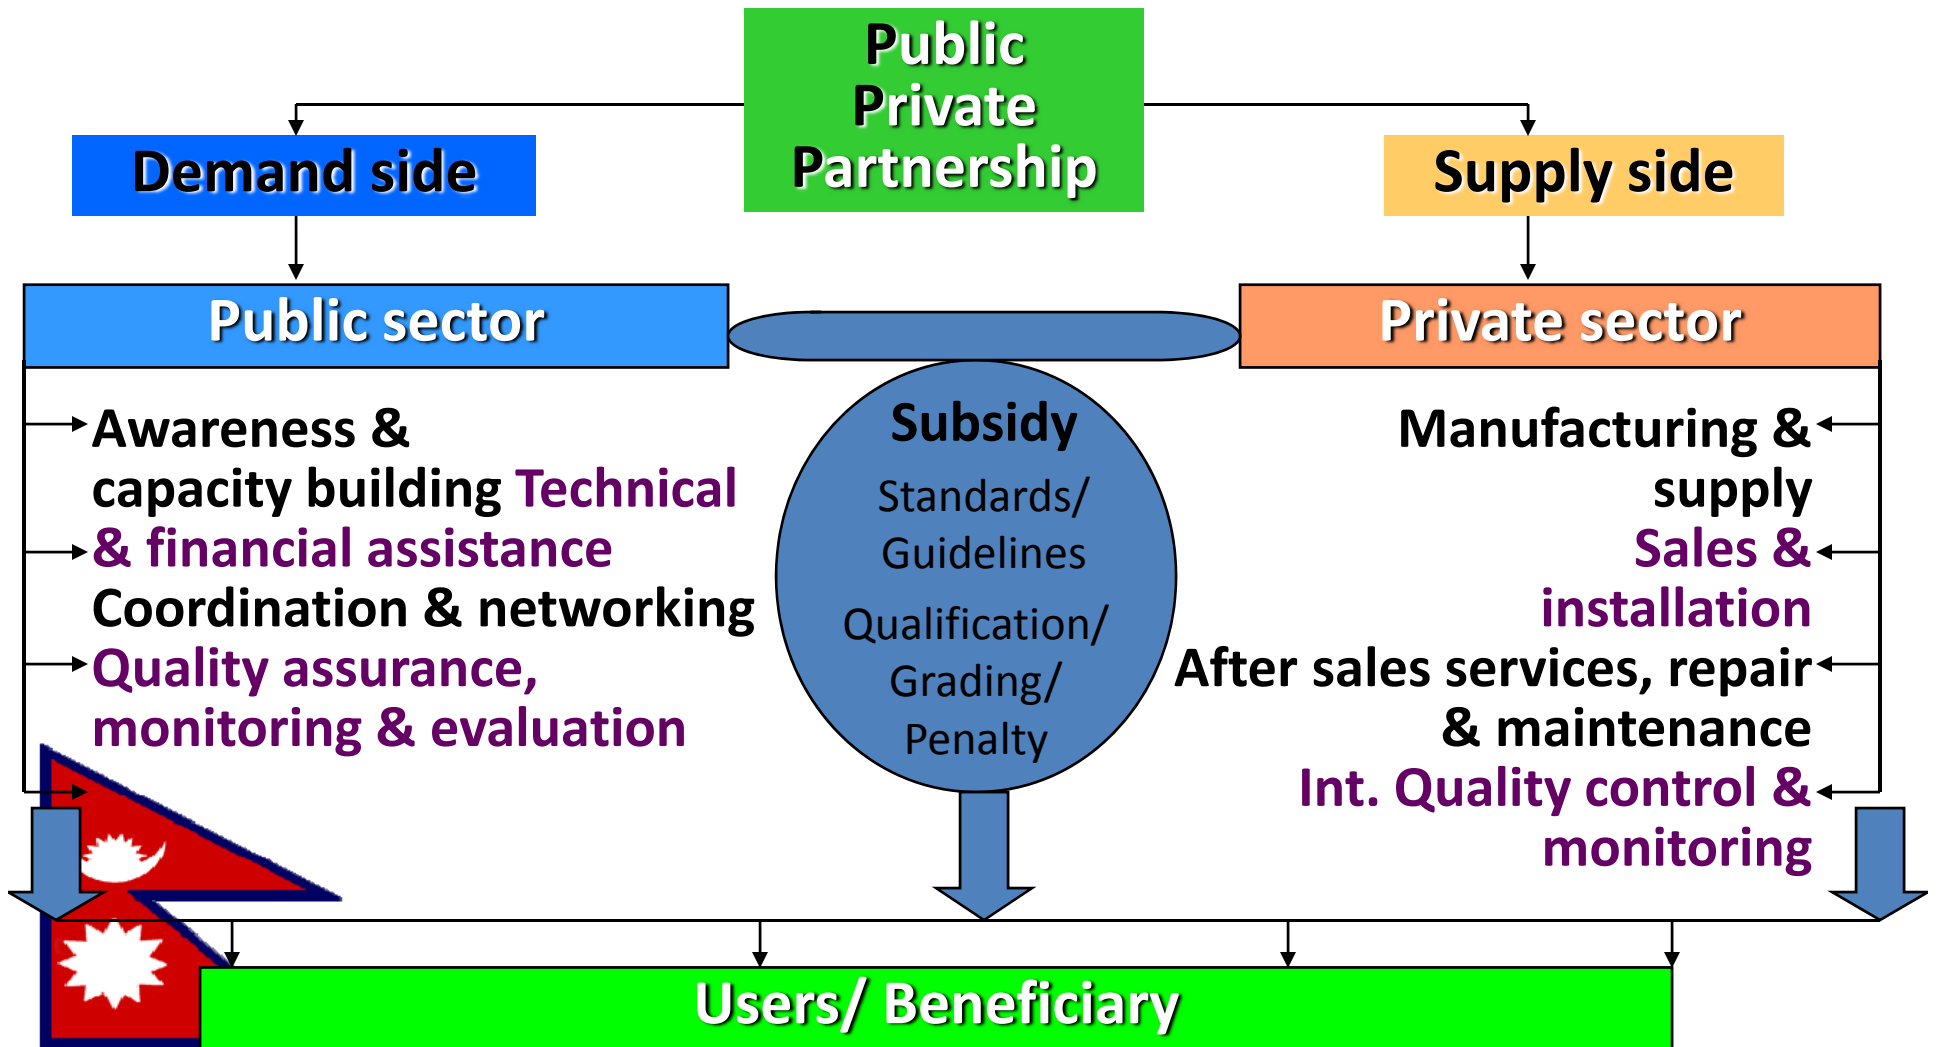 Public
Private
Partnership
Demand side
Supply side
Public sector
Private sector
Awareness &
capacity building Technical
& financial assistance
Coordination & networking
Quality assurance,
monitoring & evaluation
Subsidy
Standards/
Guidelines
Qualification/
Grading/
Penalty
Manufacturing &
supply
Sales &
installation
After sales services, repair
& maintenance
Int. Quality control &
monitoring
Users/ Beneficiary